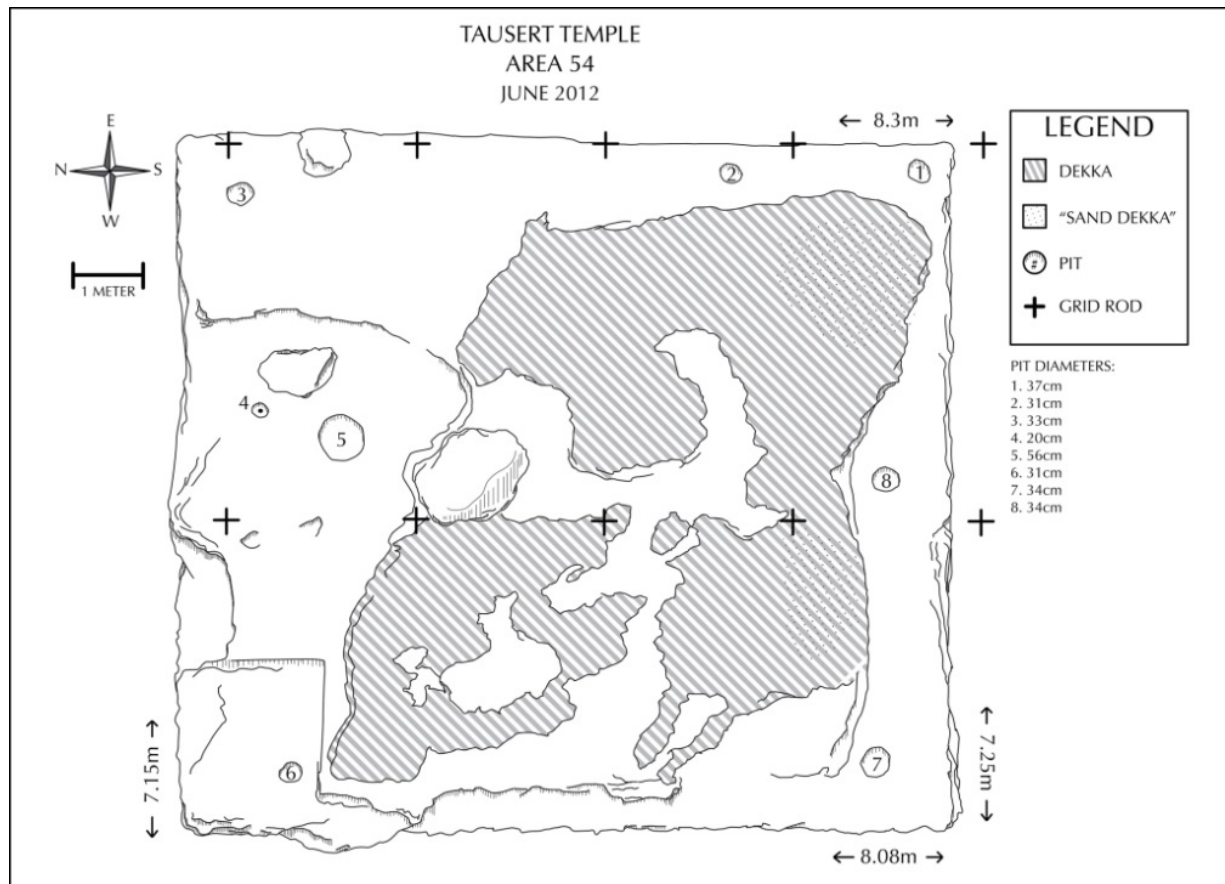 TAUSERT TEMPLE
AREA 54
JUNE 2012
E
N
S
W
1 METER
8.3m
LEGEND
DEKKA
"SAND DEKKA"
# PIT
GRID ROD
PIT DIAMETERS:
1. 37cm
2. 31cm
3. 33cm
4. 20cm
5. 56cm
6. 31cm
7. 34cm
8. 34cm
1
2
3
4
5
8
6
7
7.15m
7.25m
8.08m